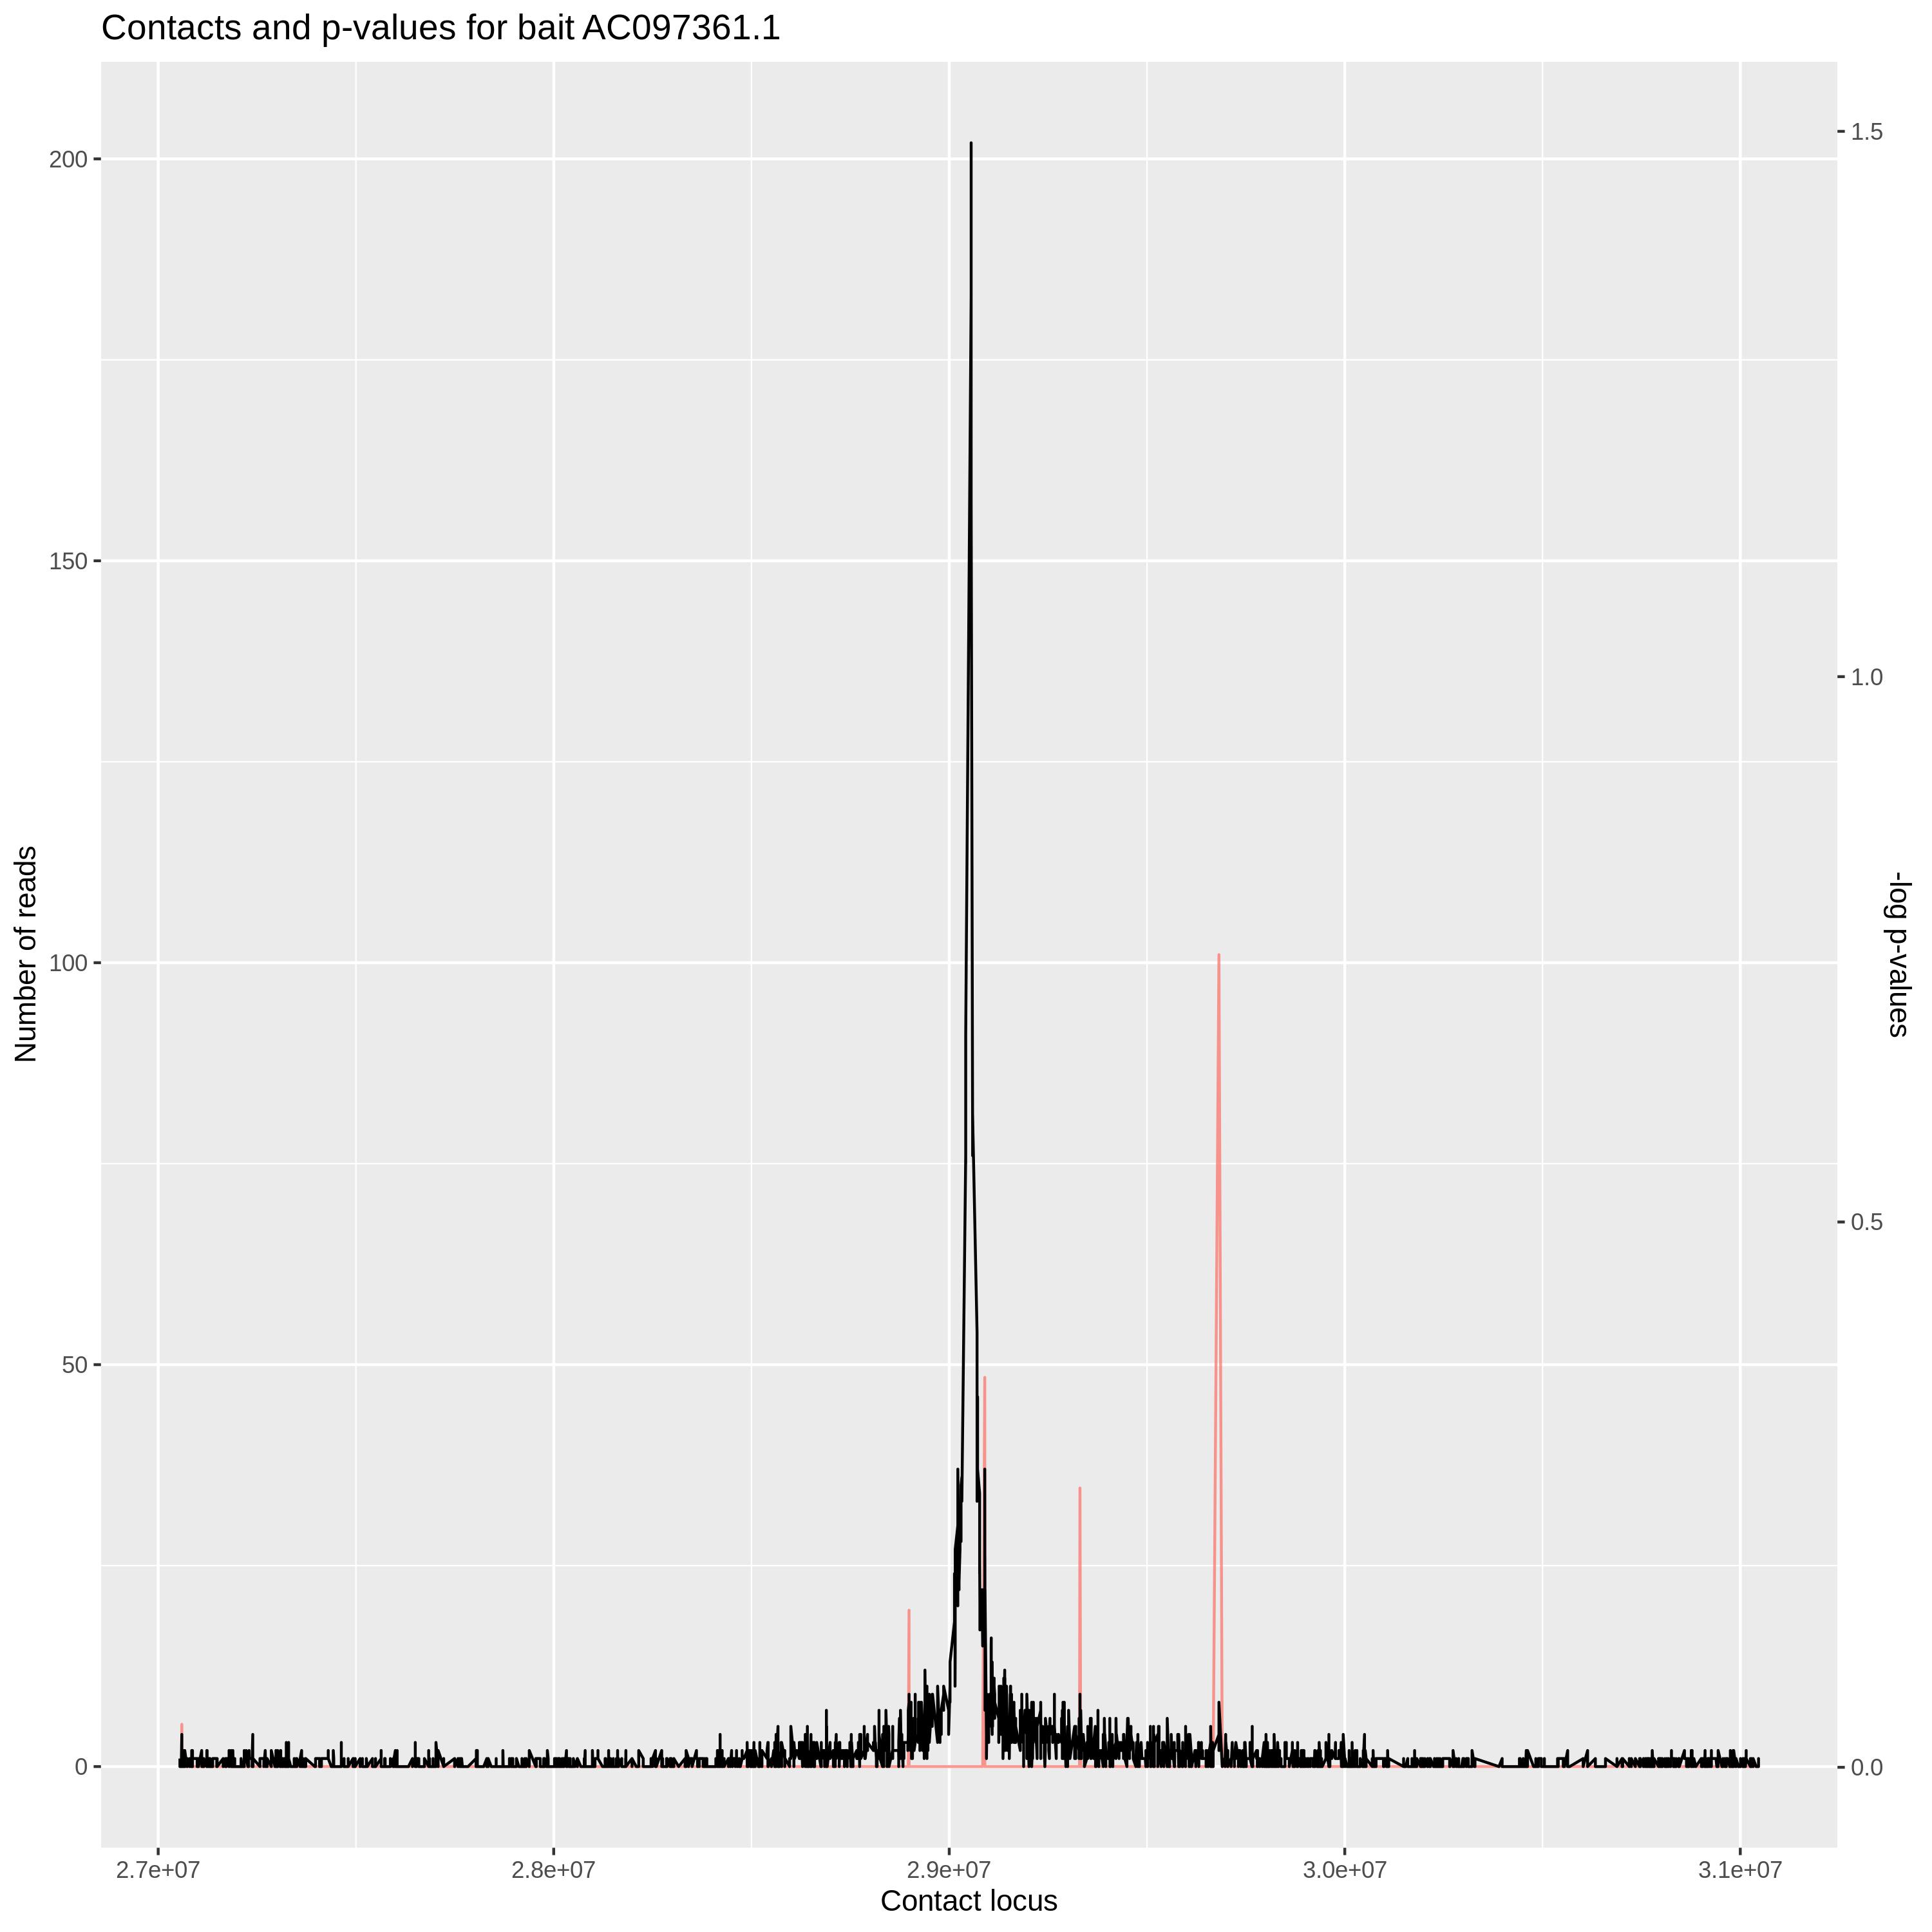 Contacts and p-values for bait AC097361.1
200
150
100
50
0
Number of reads
1.5
1.0
0.5
0.0
-log p-values
2.7e+07
2.8e+07
2.9e+07
3.0e+07
3.1e+07
Contact locus